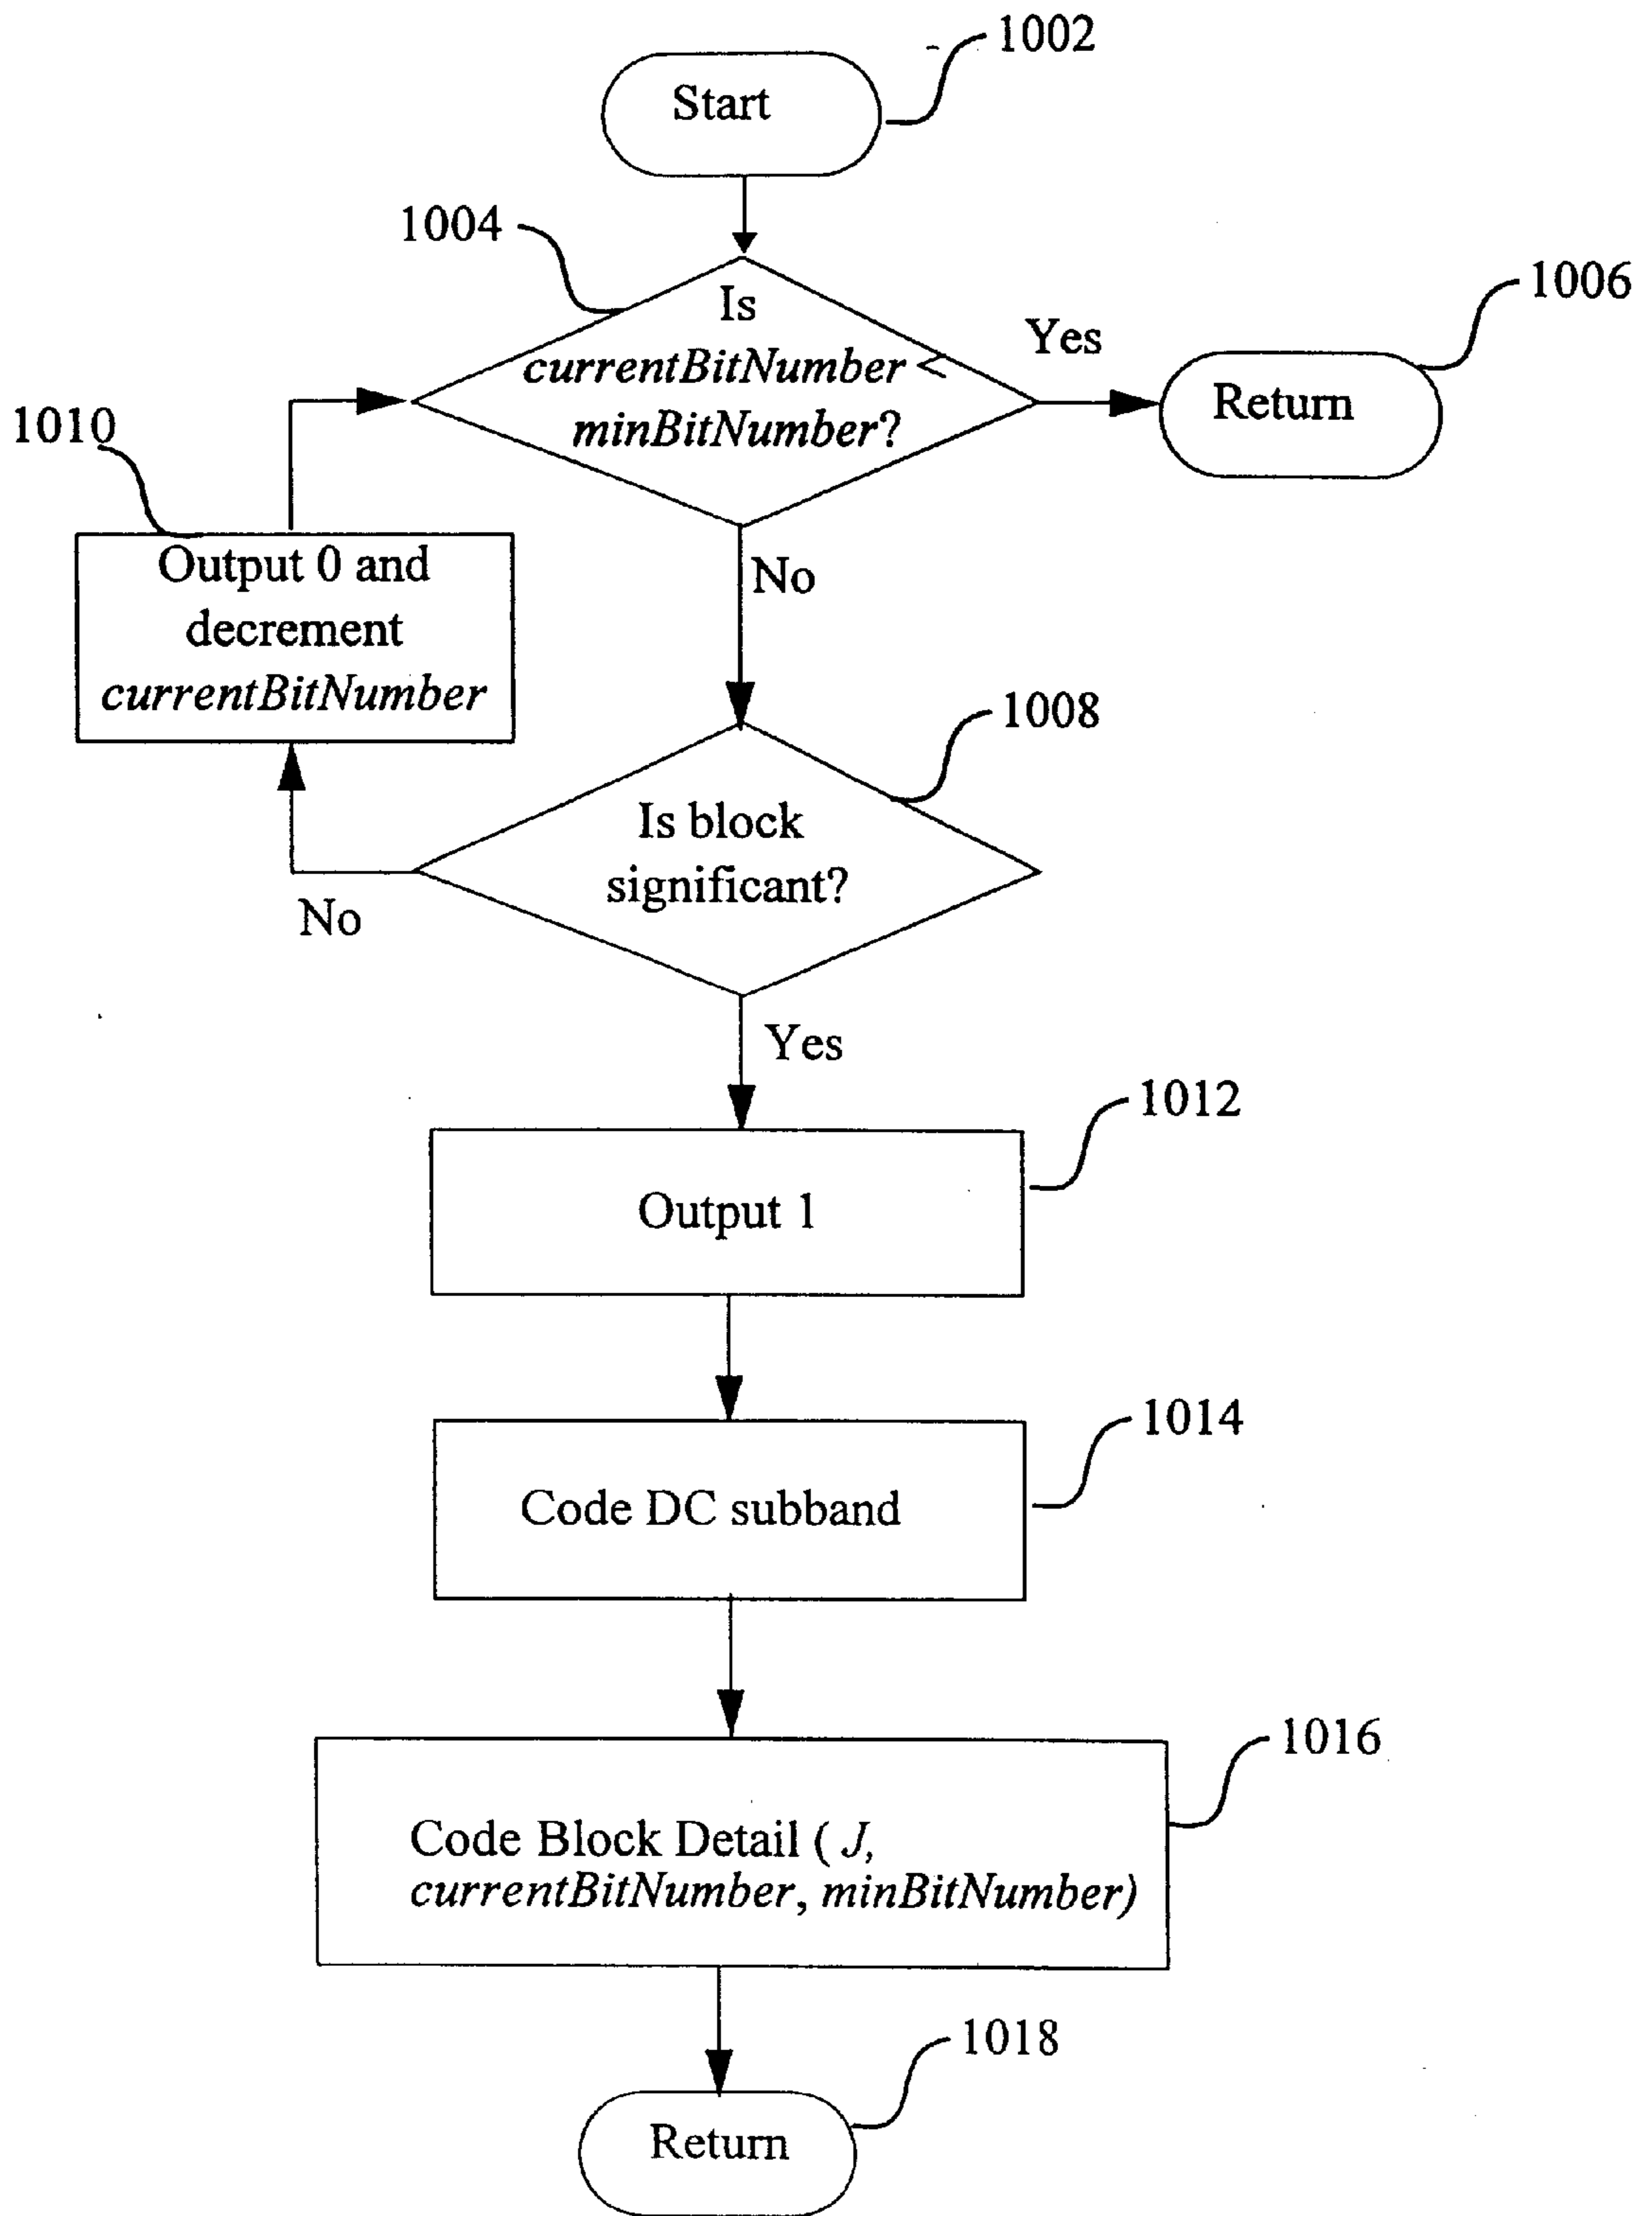 1002
Start
1004
1006
Is
currentBitNumber <
minBitNumber?
Yes
Return
1010
Output 0 and
decrement
currentBitNumber
No
1008
Is block
significant?
No
Yes
1012
Output 1
1014
Code DC subband
1016
Code Block Detail ( J,
currentBitNumber, minBitNumber)
1018
Return